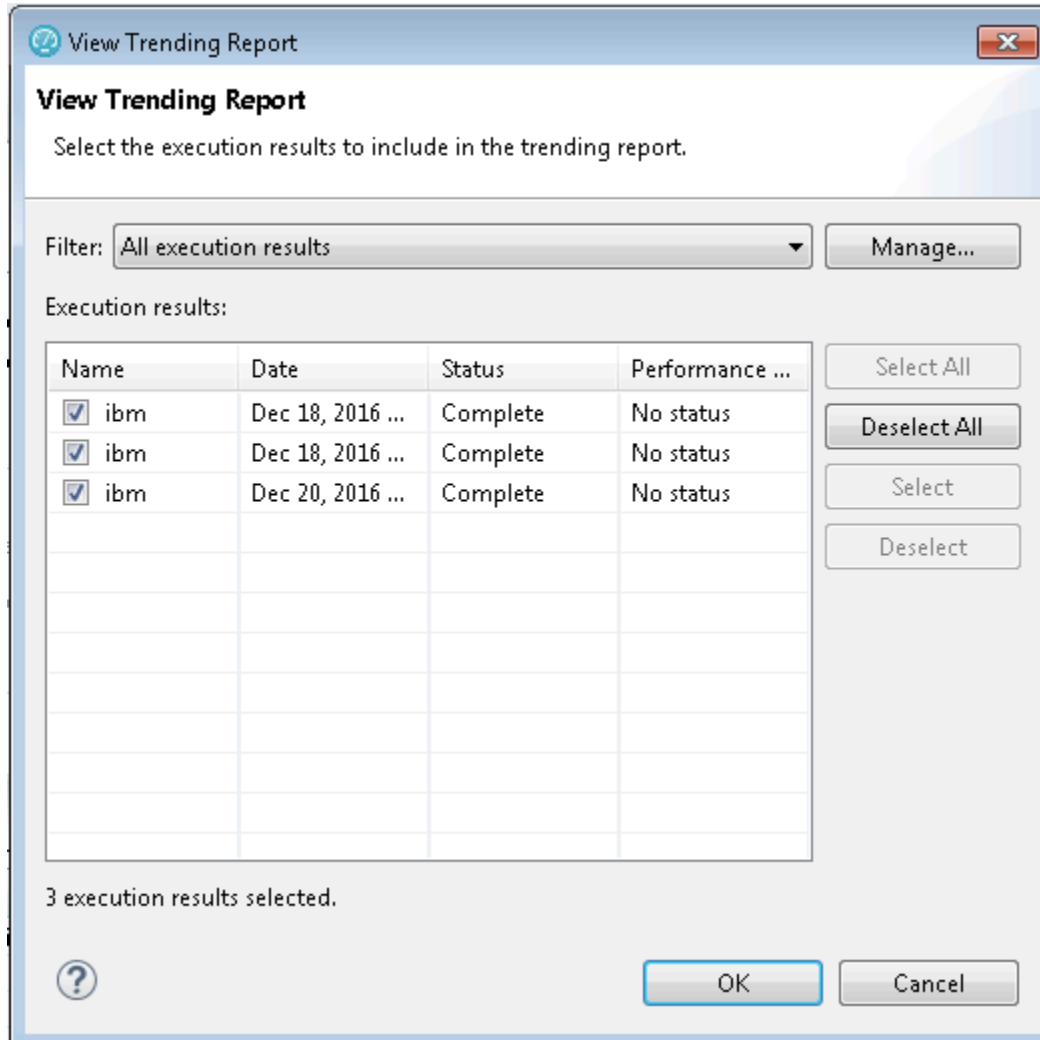 View Trending Report
View Trending Report
Select the execution results to include in the trending report.
Filter: All execution results Manage...
Execution results:
Name Date Status Performance ... Select All
ibm Dec 18, 2016 ... Complete No status Deselect All
ibm Dec 18, 2016 ... Complete No status
ibm Dec 20, 2016 ... Complete No status Select
Deselect
3 execution results selected.
? OK Cancel